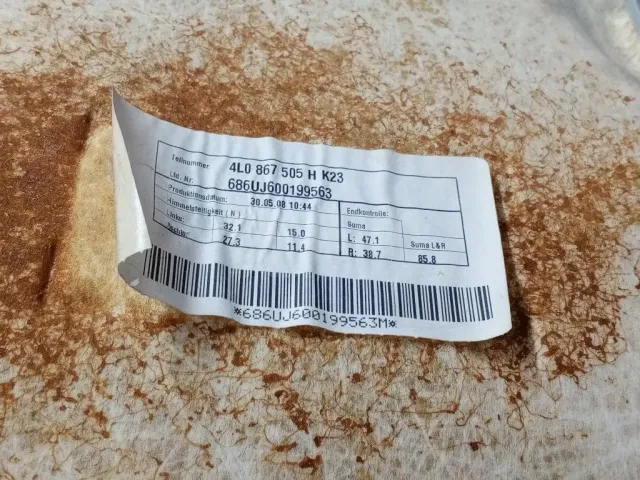 Teilnummer: 4L0 867 505 H K23
Lfd. Nr: 686UJ600199563
Produktionsdatum: 30.05.08 10:44
Himmelsteifigkeit ( N ) Endkontrolle:
Links: 32.1 15.0 Suma
Rechts: 27.3 11.4 L: 47.1 Suma L&R
R: 38.7 85.8
*686UJ600199563M*